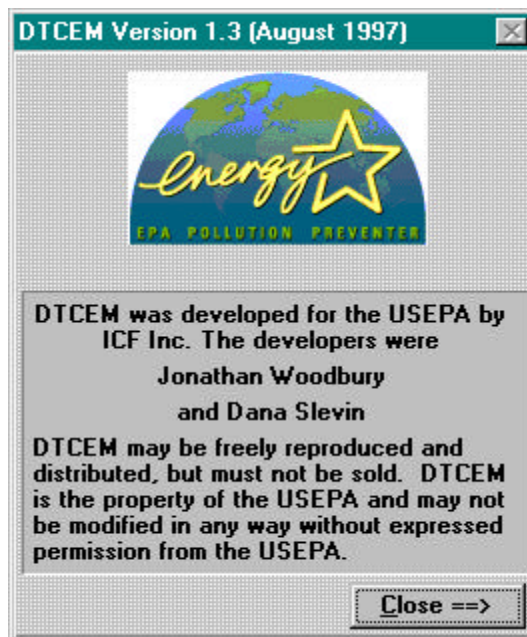 DTCEM Version 1.3 (August 1997)
energy
EPA POLLUTION PREVENTER
DTCEM was developed for the USEPA by
ICF Inc. The developers were
Jonathan Woodbury
and Dana Slevin
DTCEM may be freely reproduced and
distributed, but must not be sold. DTCEM
is the property of the USEPA and may not
be modified in any way without expressed
permission from the USEPA.
Close ==>